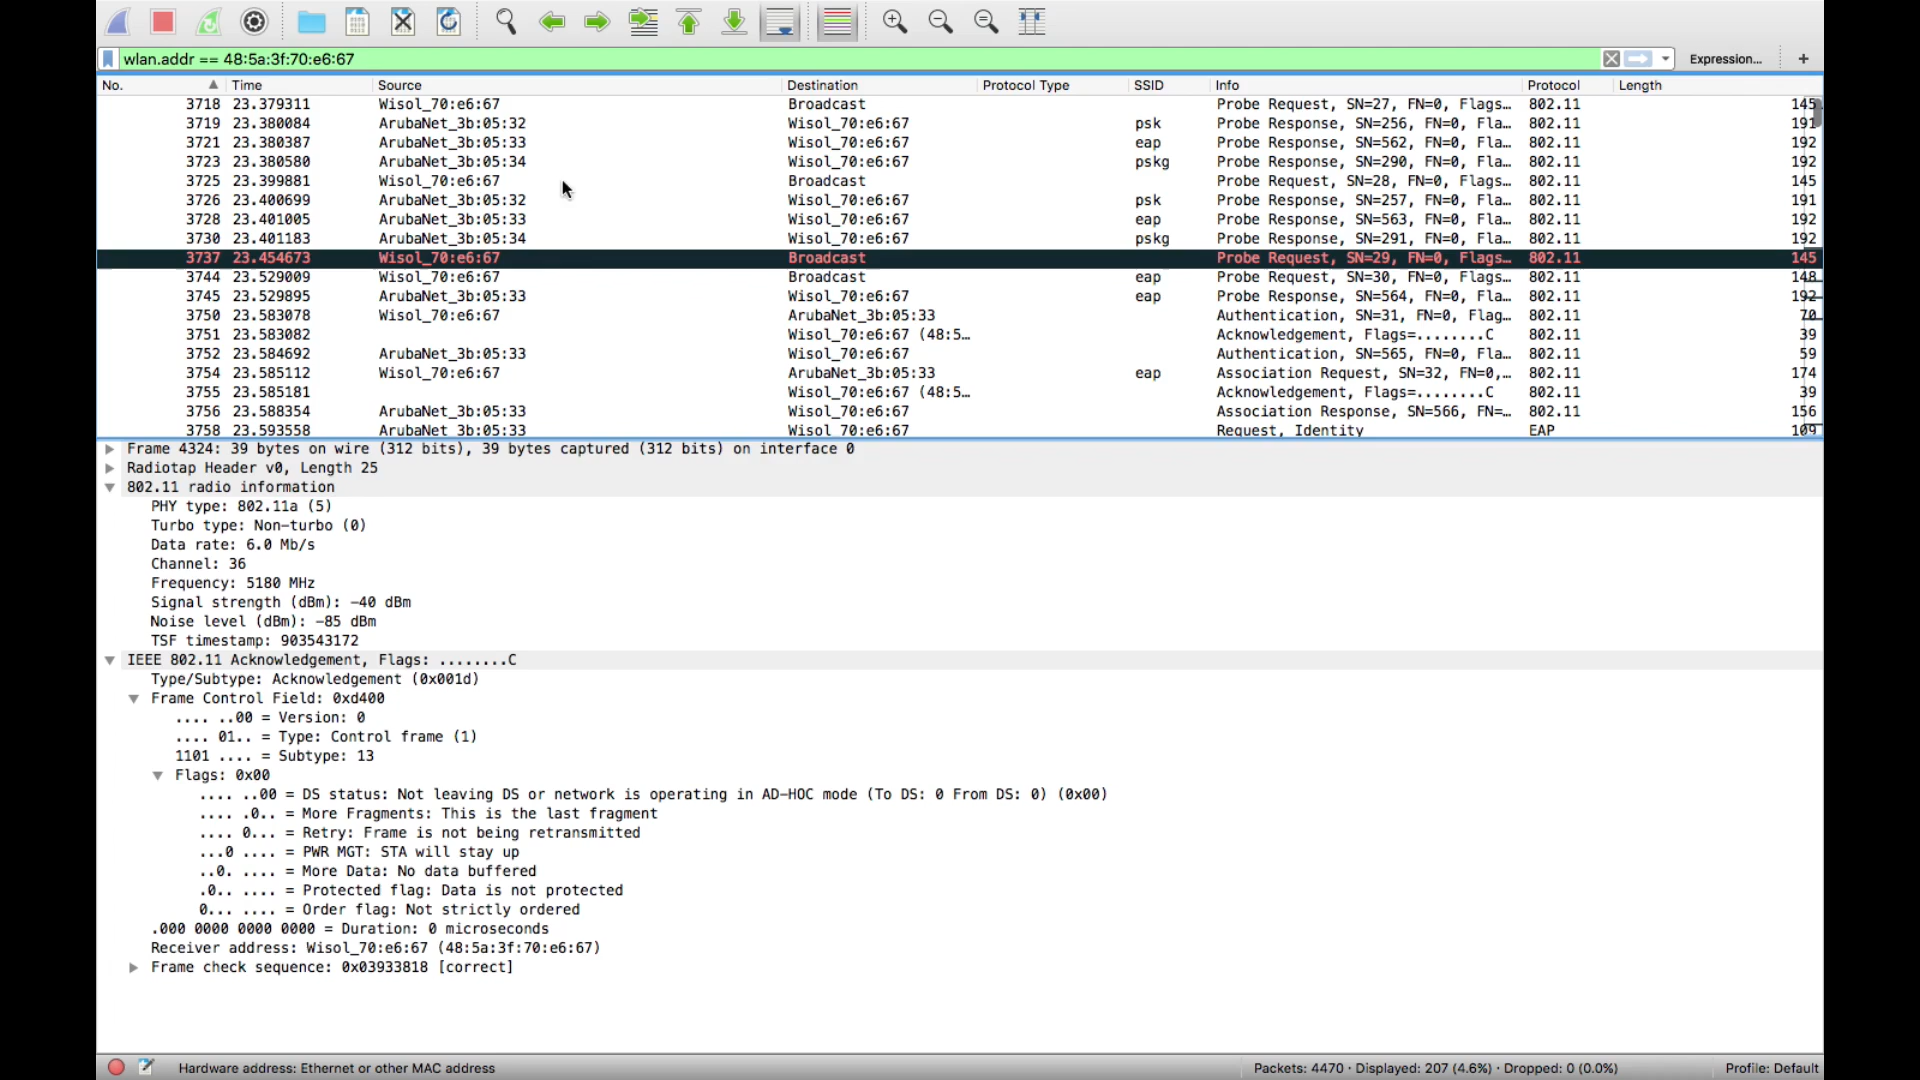 wlan.addr == 48:5a:3f:70:e6:67 Expression... +
No. Time Source Destination Protocol Type SSID Info Protocol Length
3718 23.379311 Wisol_70:e6:67 Broadcast Probe Request, SN=27, FN=0, Flags… 802.11 145
3719 23.380084 ArubaNet_3b:05:32 Wisol_70:e6:67 psk Probe Response, SN=256, FN=0, Fla… 802.11 191
3721 23.380387 ArubaNet_3b:05:33 Wisol_70:e6:67 eap Probe Response, SN=562, FN=0, Fla… 802.11 192
3723 23.380580 ArubaNet_3b:05:34 Wisol_70:e6:67 pskg Probe Response, SN=290, FN=0, Fla… 802.11 192
3725 23.399881 Wisol_70:e6:67 Broadcast Probe Request, SN=28, FN=0, Flags… 802.11 145
3726 23.400699 ArubaNet_3b:05:32 Wisol_70:e6:67 psk Probe Response, SN=257, FN=0, Fla… 802.11 191
3728 23.401005 ArubaNet_3b:05:33 Wisol_70:e6:67 eap Probe Response, SN=563, FN=0, Fla… 802.11 192
3730 23.401183 ArubaNet_3b:05:34 Wisol_70:e6:67 pskg Probe Response, SN=291, FN=0, Fla… 802.11 192
3737 23.454673 Wisol_70:e6:67 Broadcast Probe Request, SN=29, FN=0, Flags… 802.11 145
3744 23.529009 Wisol_70:e6:67 Broadcast eap Probe Request, SN=30, FN=0, Flags… 802.11 148
3745 23.529895 ArubaNet_3b:05:33 Wisol_70:e6:67 eap Probe Response, SN=564, FN=0, Fla… 802.11 192
3750 23.583078 Wisol_70:e6:67 ArubaNet_3b:05:33 Authentication, SN=31, FN=0, Flag… 802.11 70
3751 23.583082 Wisol_70:e6:67 (48:5… Acknowledgement, Flags=........C 802.11 39
3752 23.584692 ArubaNet_3b:05:33 Wisol_70:e6:67 Authentication, SN=565, FN=0, Fla… 802.11 59
3754 23.585112 Wisol_70:e6:67 ArubaNet_3b:05:33 eap Association Request, SN=32, FN=0,… 802.11 174
3755 23.585181 Wisol_70:e6:67 (48:5… Acknowledgement, Flags=........C 802.11 39
3756 23.588354 ArubaNet_3b:05:33 Wisol_70:e6:67 Association Response, SN=566, FN=… 802.11 156
3758 23.593558 ArubaNet_3b:05:33 Wisol_70:e6:67 Request, Identity EAP 109
Frame 4324: 39 bytes on wire (312 bits), 39 bytes captured (312 bits) on interface 0
Radiotap Header v0, Length 25
802.11 radio information
PHY type: 802.11a (5)
Turbo type: Non-turbo (0)
Data rate: 6.0 Mb/s
Channel: 36
Frequency: 5180 MHz
Signal strength (dBm): -40 dBm
Noise level (dBm): -85 dBm
TSF timestamp: 903543172
IEEE 802.11 Acknowledgement, Flags: ........C
Type/Subtype: Acknowledgement (0x001d)
Frame Control Field: 0xd400
.... ..00 = Version: 0
.... 01.. = Type: Control frame (1)
1101 .... = Subtype: 13
Flags: 0x00
.... ..00 = DS status: Not leaving DS or network is operating in AD-HOC mode (To DS: 0 From DS: 0) (0x00)
.... .0.. = More Fragments: This is the last fragment
.... 0... = Retry: Frame is not being retransmitted
...0 .... = PWR MGT: STA will stay up
..0. .... = More Data: No data buffered
.0.. .... = Protected flag: Data is not protected
0... .... = Order flag: Not strictly ordered
.000 0000 0000 0000 = Duration: 0 microseconds
Receiver address: Wisol_70:e6:67 (48:5a:3f:70:e6:67)
Frame check sequence: 0x03933818 [correct]
Hardware address: Ethernet or other MAC address Packets: 4470 · Displayed: 207 (4.6%) · Dropped: 0 (0.0%) Profile: Default